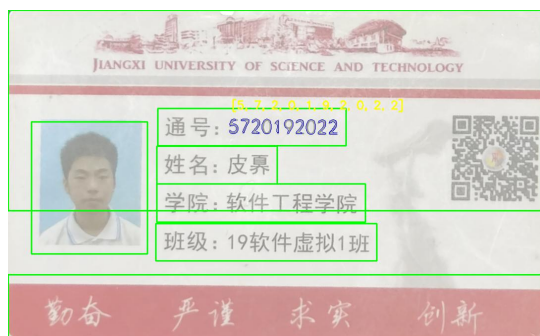 JIANGXI UNIVERSITY OF SCIENCE AND TECHNOLOGY
[5, 7, 2, 0, 1, 9, 2, 0, 2, 2]
通号: 5720192022
姓名: 皮羃
学院: 软件工程学院
班级: 19软件虚拟1班
勤奋 严谨 求实 创新